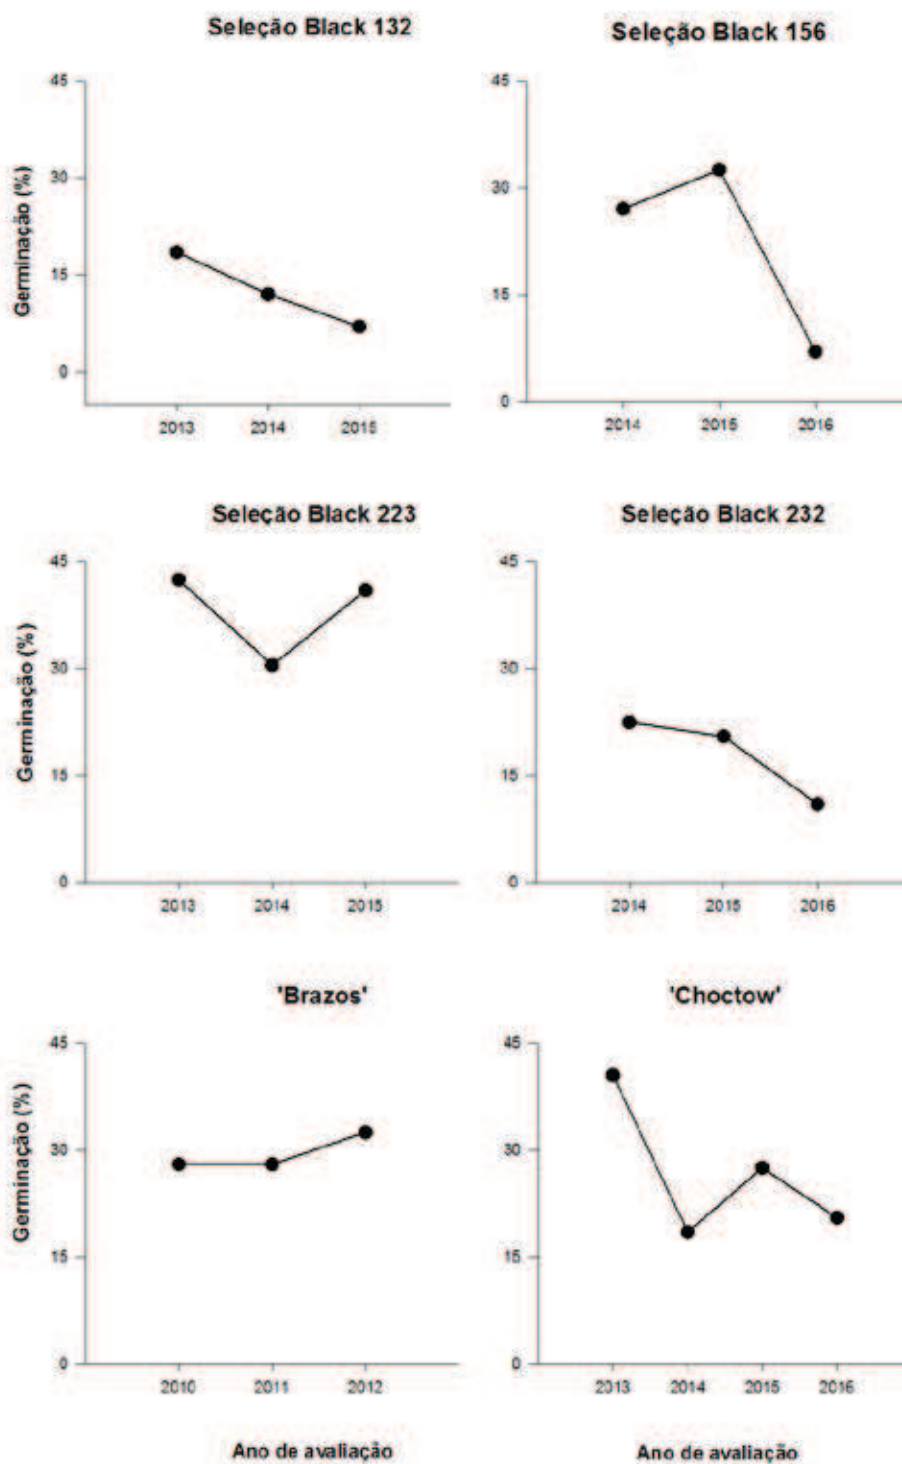 Seleção Black 132
Germinação (%)
45
30
15
0
2013 2014 2015
Seleção Black 156
45
30
15
0
2014 2015 2016
Seleção Black 223
Germinação (%)
45
30
15
0
2013 2014 2015
Seleção Black 232
45
30
15
0
2014 2015 2016
'Brazos'
Germinação (%)
45
30
15
0
2010 2011 2012
Ano de avaliação
'Choctow'
45
30
15
0
2013 2014 2015 2016
Ano de avaliação